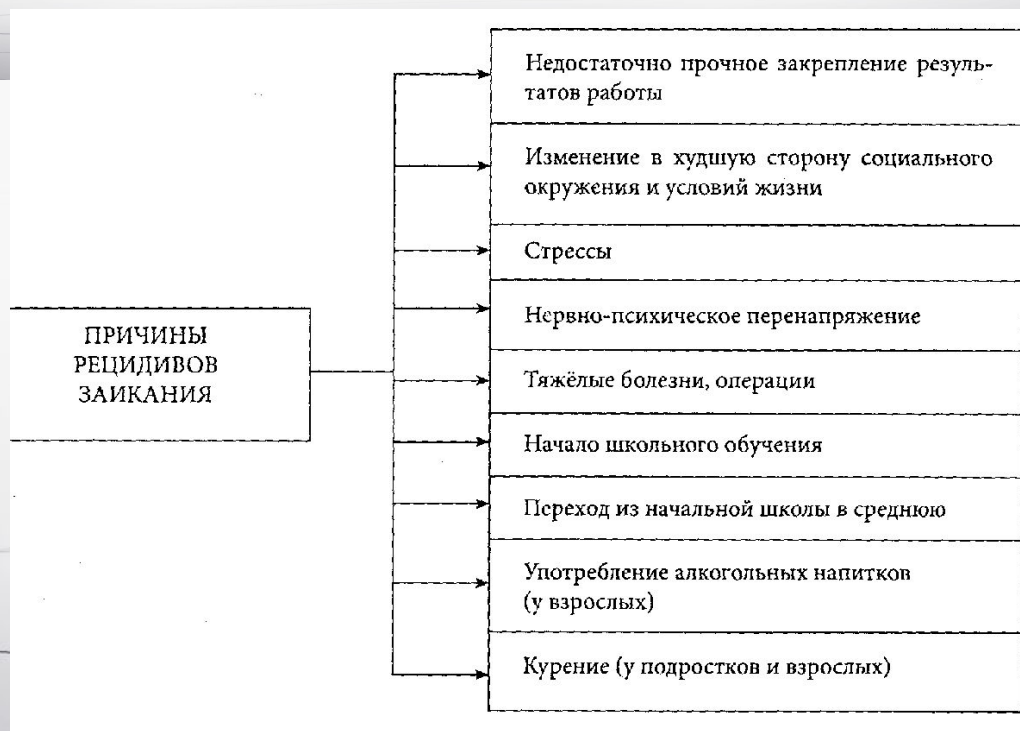 ПРИЧИНЫ
РЕЦИДИВОВ
ЗАИКАНИЯ
Недостаточно прочное закрепление резуль-
татов работы
Изменение в худшую сторону социального
окружения и условий жизни
Стрессы
Нервно-психическое перенапряжение
Тяжёлые болезни, операции
Начало школьного обучения
Переход из начальной школы в среднюю
Употребление алкогольных напитков
(у взрослых)
Курение (у подростков и взрослых)